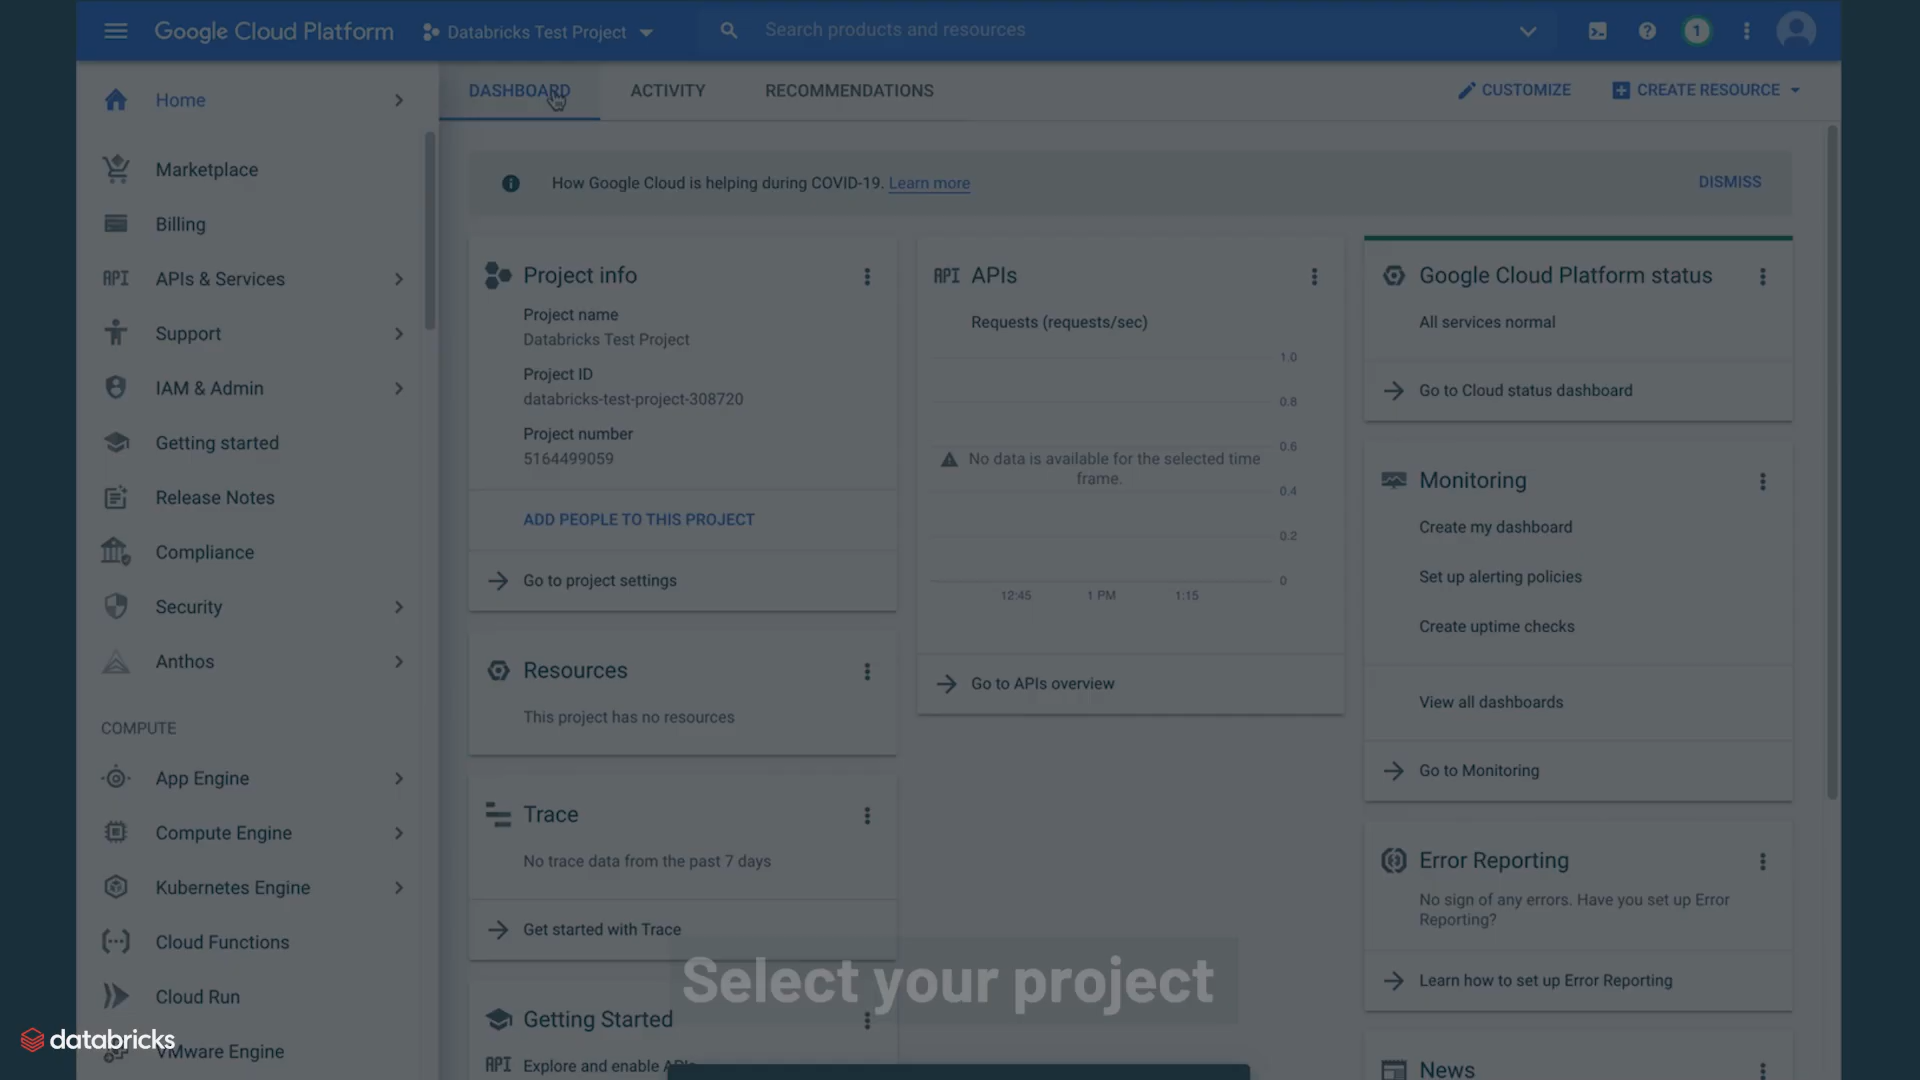 Google Cloud Platform
Databricks Test Project
Search products and resources
1
Home
Marketplace
Billing
API APIs & Services
Support
IAM & Admin
Getting started
Release Notes
Compliance
Security
Anthos
COMPUTE
App Engine
Compute Engine
Kubernetes Engine
Cloud Functions
Cloud Run
VMware Engine
DASHBOARD
ACTIVITY
RECOMMENDATIONS
CUSTOMIZE
CREATE RESOURCE
How Google Cloud is helping during COVID-19. Learn more
DISMISS
Project info
Project name
Databricks Test Project
Project ID
databricks-test-project-308720
Project number
5164499059
ADD PEOPLE TO THIS PROJECT
Go to project settings
Resources
This project has no resources
Trace
No trace data from the past 7 days
Get started with Trace
Getting Started
API Explore and enable APIs
API APIs
Requests (requests/sec)
1.0
0.8
0.6
No data is available for the selected time
frame.
0.4
0.2
0
12:45 1 PM 1:15
Go to APIs overview
Google Cloud Platform status
All services normal
Go to Cloud status dashboard
Monitoring
Create my dashboard
Set up alerting policies
Create uptime checks
View all dashboards
Go to Monitoring
Error Reporting
No sign of any errors. Have you set up Error
Reporting?
Learn how to set up Error Reporting
News
Select your project
databricks